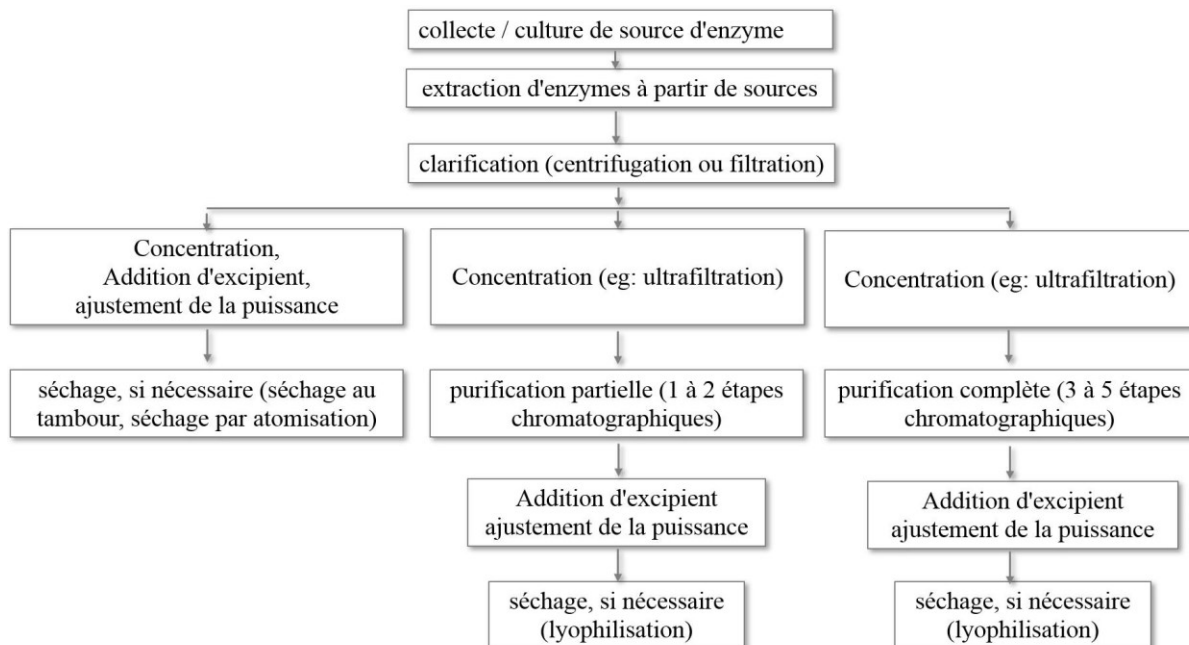 collecte / culture de source d'enzyme
extraction d'enzymes à partir de sources
clarification (centrifugation ou filtration)
Concentration,
Addition d'excipient,
ajustement de la puissance
séchage, si nécessaire (séchage au
tambour, séchage par atomisation)
Concentration (eg: ultrafiltration)
purification partielle (1 à 2 étapes
chromatographiques)
Addition d'excipient
ajustement de la puissance
séchage, si nécessaire
(lyophilisation)
Concentration (eg: ultrafiltration)
purification complète (3 à 5 étapes
chromatographiques)
Addition d'excipient
ajustement de la puissance
séchage, si nécessaire
(lyophilisation)